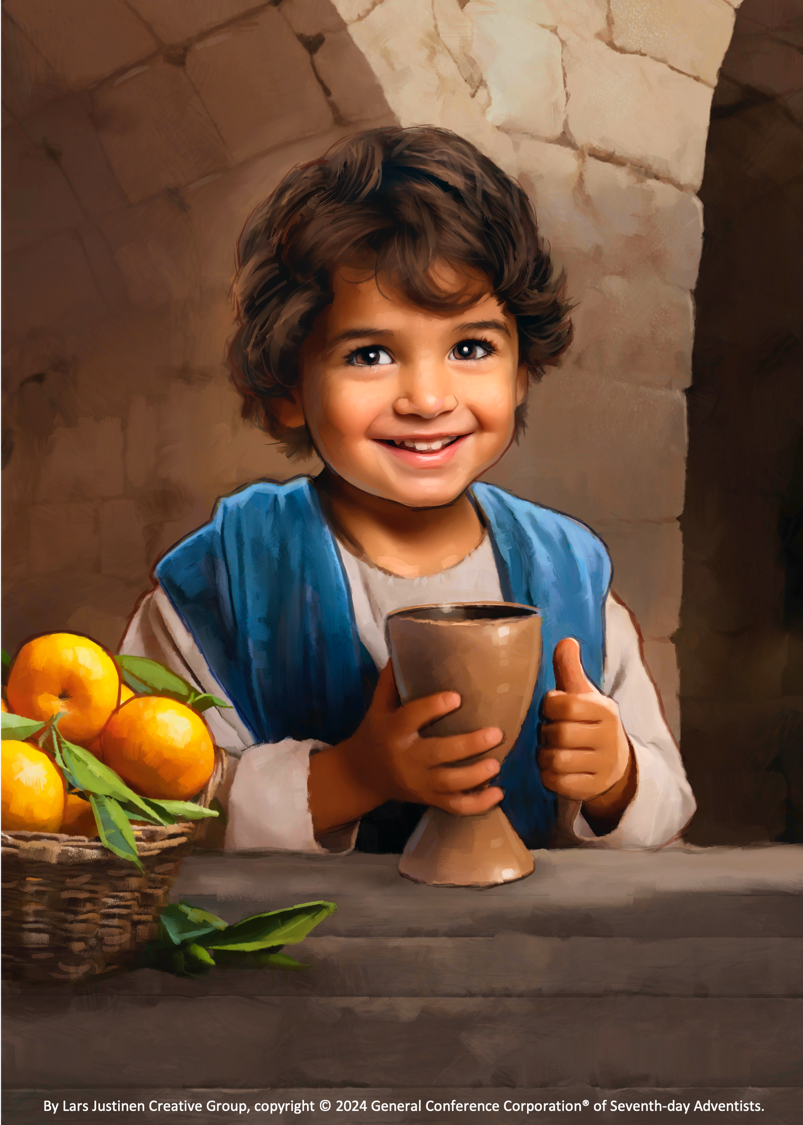 By Lars Justinen Creative Group, copyright © 2024 General Conference Corporation® of Seventh-day Adventists.